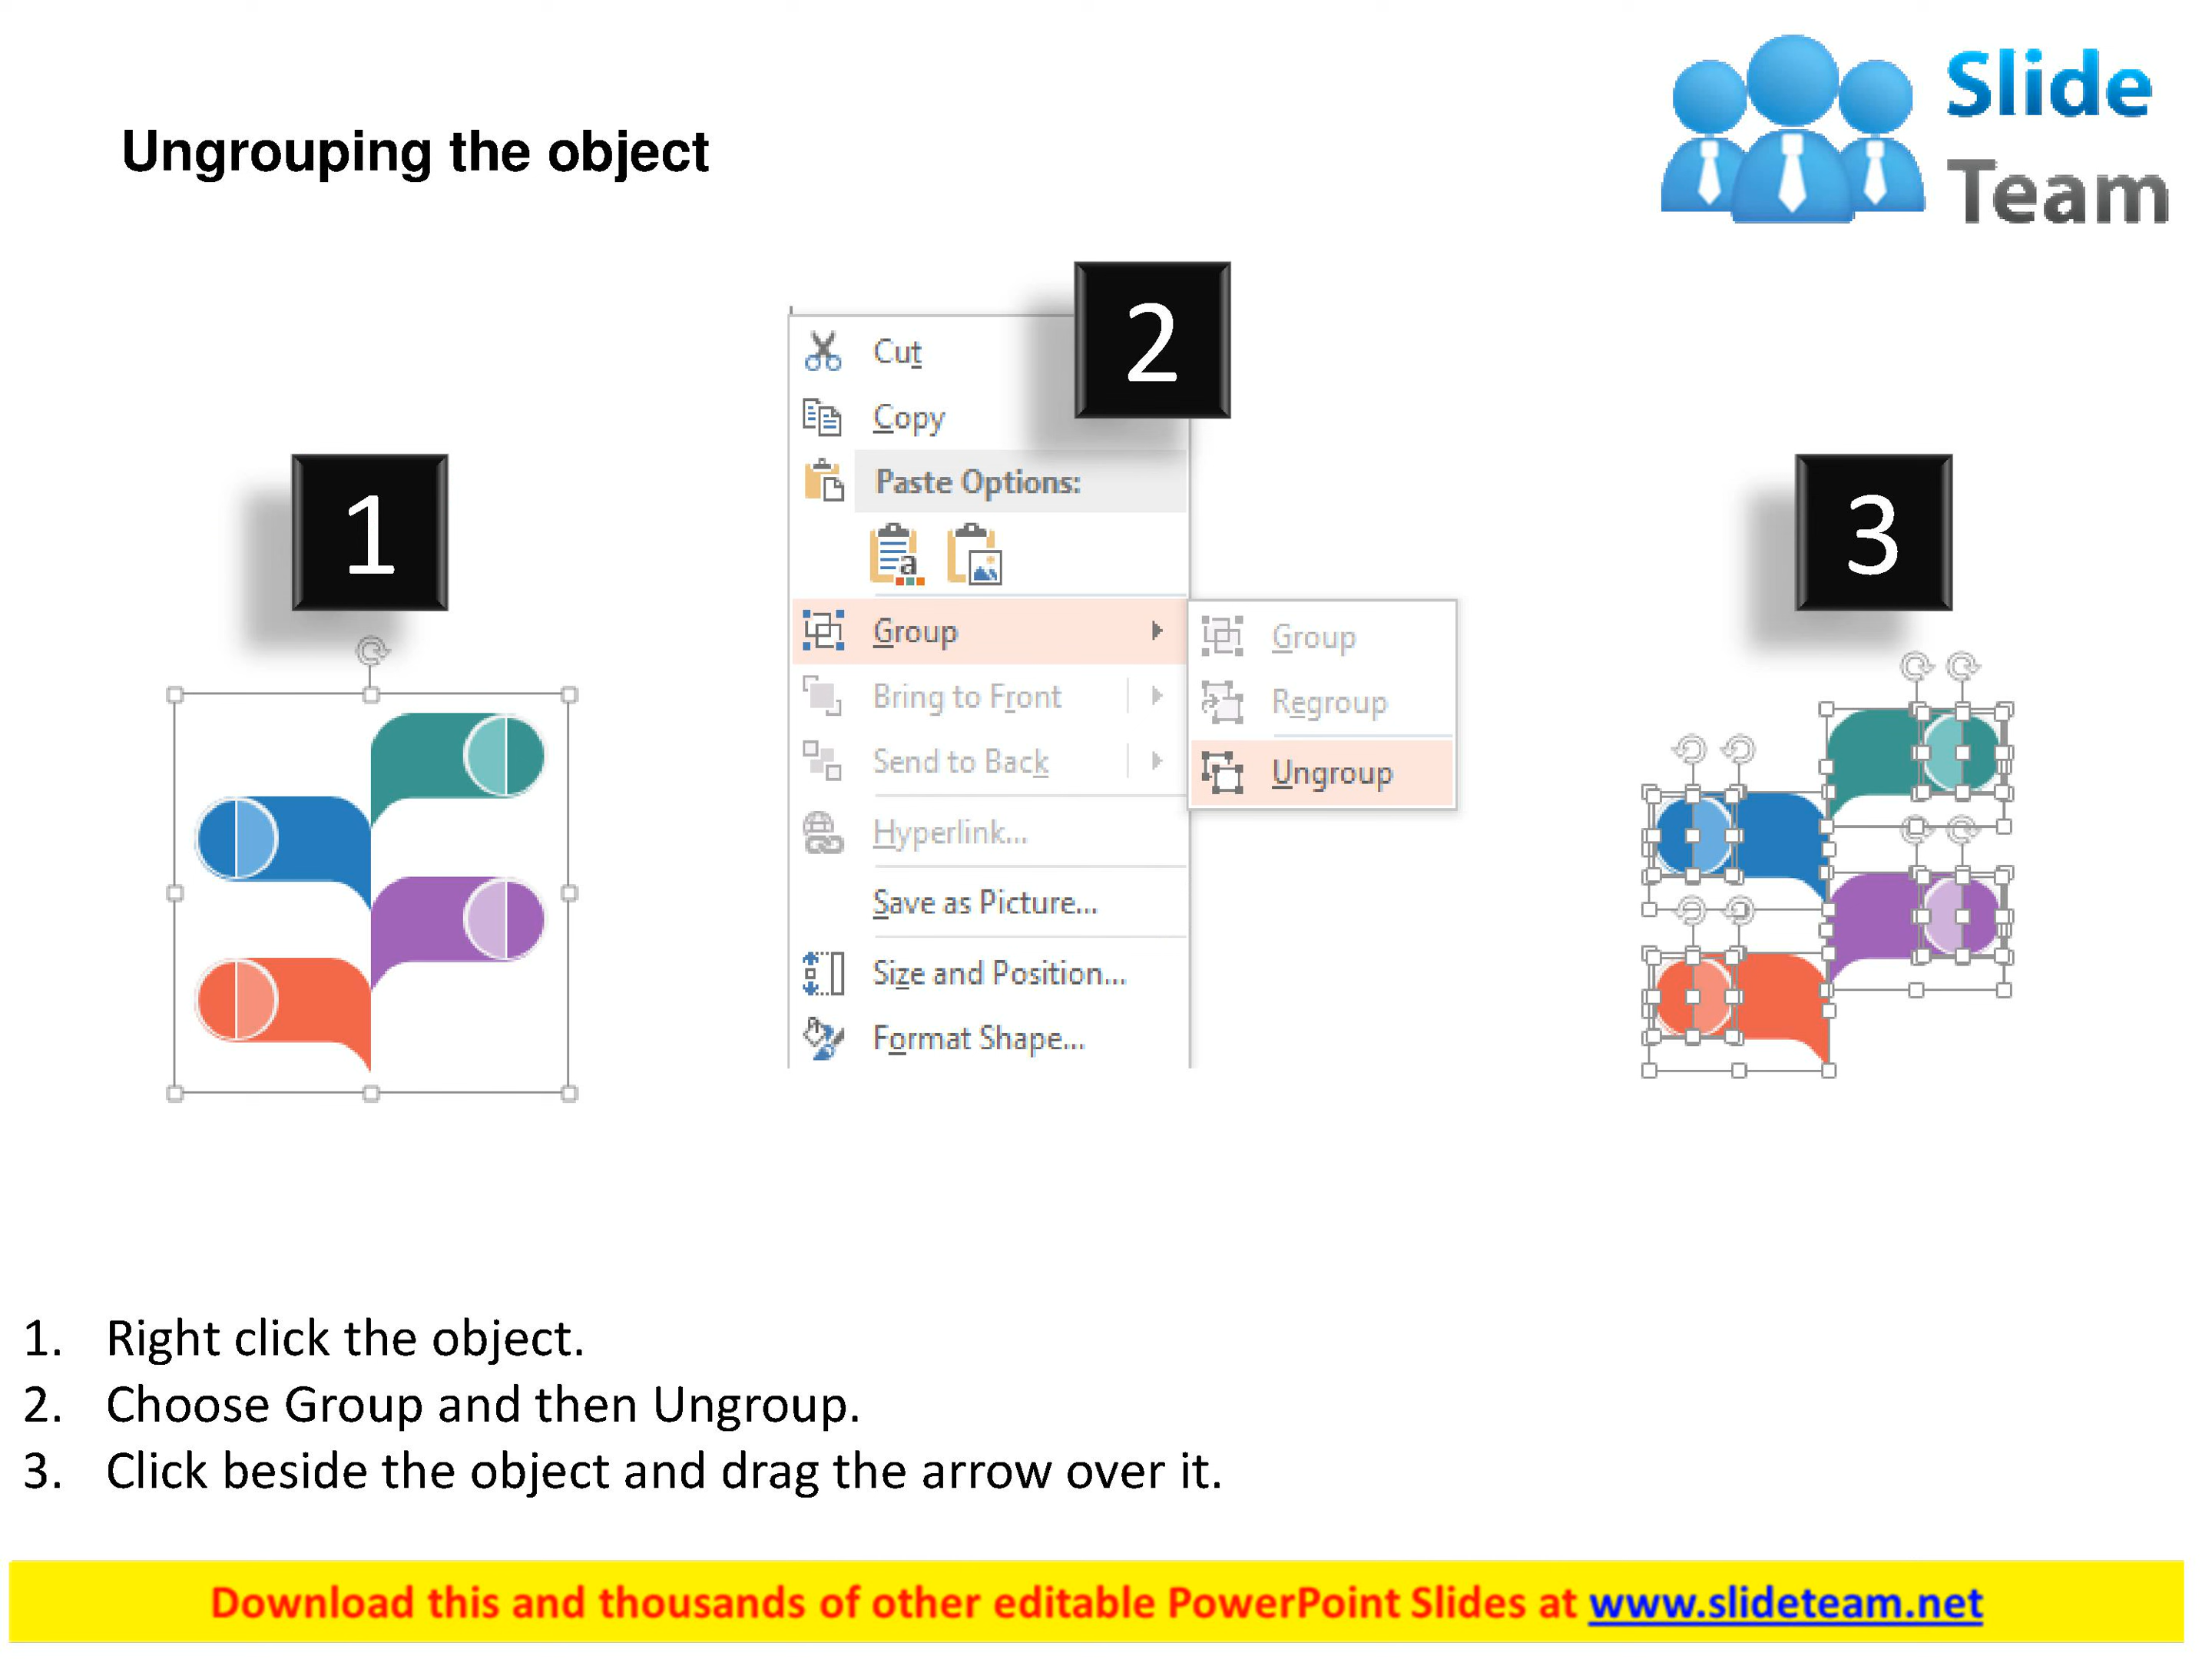 Ungrouping the object
Slide
Team
1
2
3
Cut
Copy
Paste Options:
a
Group
Bring to Front
Send to Back
Hyperlink...
Save as Picture...
Size and Position...
Format Shape...
Group
Regroup
Ungroup
1. Right click the object.
2. Choose Group and then Ungroup.
3. Click beside the object and drag the arrow over it.
Download this and thousands of other editable PowerPoint Slides at www.slideteam.net